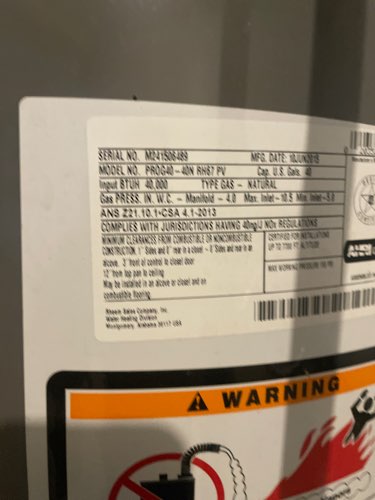 SERIAL NO. M241506489 MFG. DATE: 10JUN2015
MODEL NO. PROG40-40N RH67 PV Cap. U.S. Gals. 40
Input BTUH 40,000 TYPE GAS - NATURAL
Gas PRESS. IN. W.C. - Manifold - 4.0 Max. Inlet-10.5 Min. Inlet-5.0
ANS Z21.10.1•CSA 4.1-2013
COMPLIES WITH JURISDICTIONS HAVING 40ng/J NOx REGULATIONS
MINIMUM CLEARANCES FROM COMBUSTIBLE OR NONCOMBUSTIBLE
CONSTRUCTION. 1" Sides and 0" rear in a closet - 0" Sides and rear in an
alcove. 3" front of control to closet door.
12" from top pan to ceiling
May be installed in an alcove or closet and on
combustible flooring
CERTIFIED FOR INSTALLATIONS
UP TO 7700 FT. ALTITUDE
MAX WORKING PRESSURE 150 PSI
Rheem Sales Company, Inc.
Water Heating Division
Montgomery, Alabama 36117 USA
WARNING